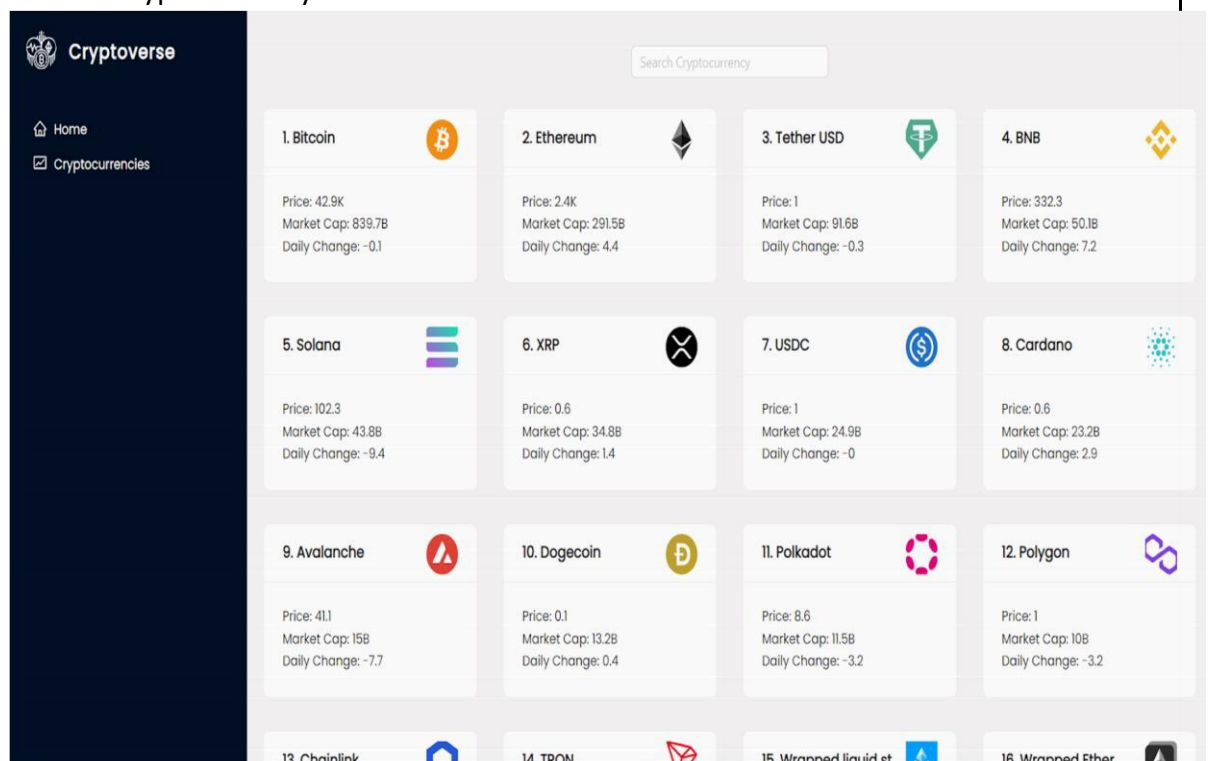 Cryptoverse
Search Cryptocurrency
Home
Cryptocurrencies
1. Bitcoin
Price: 42.9K
Market Cap: 839.7B
Daily Change: -0.1
2. Ethereum
Price: 2.4K
Market Cap: 291.5B
Daily Change: 4.4
3. Tether USD
Price: 1
Market Cap: 91.6B
Daily Change: -0.3
4. BNB
Price: 332.3
Market Cap: 50.1B
Daily Change: 7.2
5. Solana
Price: 102.3
Market Cap: 43.8B
Daily Change: -9.4
6. XRP
Price: 0.6
Market Cap: 34.8B
Daily Change: 1.4
7. USDC
Price: 1
Market Cap: 24.9B
Daily Change: -0
8. Cardano
Price: 0.6
Market Cap: 23.2B
Daily Change: 2.9
9. Avalanche
Price: 41.1
Market Cap: 15B
Daily Change: -7.7
10. Dogecoin
Price: 0.1
Market Cap: 13.2B
Daily Change: 0.4
11. Polkadot
Price: 8.6
Market Cap: 11.5B
Daily Change: -3.2
12. Polygon
Price: 1
Market Cap: 10B
Daily Change: -3.2
13. Chainlink
14. TRON
15. Wrapped liquid st
16. Wrapped Ether